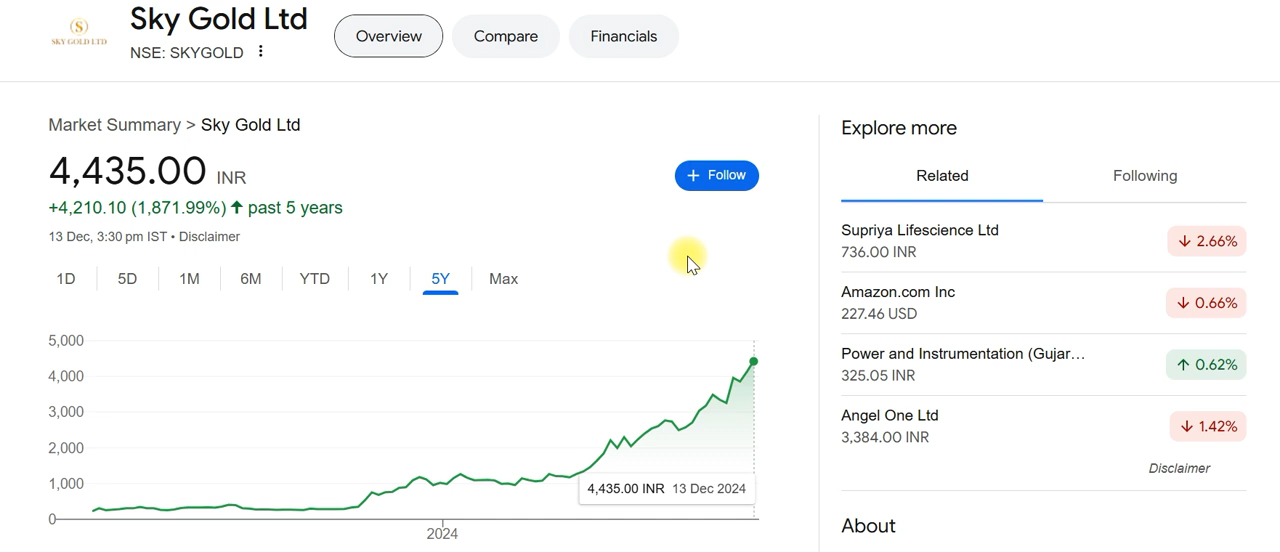 SKY GOLD LTD
Sky Gold Ltd
NSE: SKYGOLD
Overview
Compare
Financials
Market Summary > Sky Gold Ltd
4,435.00 INR
+ Follow
+4,210.10 (1,871.99%) ↑ past 5 years
13 Dec, 3:30 pm IST • Disclaimer
1D 5D 1M 6M YTD 1Y 5Y Max
5,000
4,000
3,000
2,000
1,000
0
4,435.00 INR 13 Dec 2024
2024
Explore more
Related Following
Supriya Lifescience Ltd
736.00 INR
↓ 2.66%
Amazon.com Inc
227.46 USD
↓ 0.66%
Power and Instrumentation (Gujar…
325.05 INR
↑ 0.62%
Angel One Ltd
3,384.00 INR
↓ 1.42%
Disclaimer
About